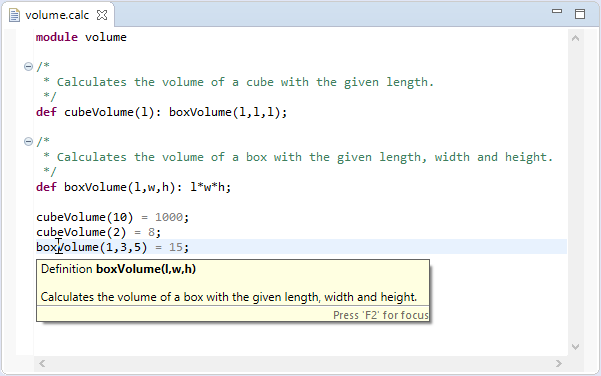 volume.calc
module volume
/*
* Calculates the volume of a cube with the given length.
*/
def cubeVolume(l): boxVolume(l,l,l);
/*
* Calculates the volume of a box with the given length, width and height.
*/
def boxVolume(l,w,h): l*w*h;
cubeVolume(10) = 1000;
cubeVolume(2) = 8;
boxVolume(1,3,5) = 15;
Definition boxVolume(l,w,h)
Calculates the volume of a box with the given length, width and height.
Press 'F2' for focus